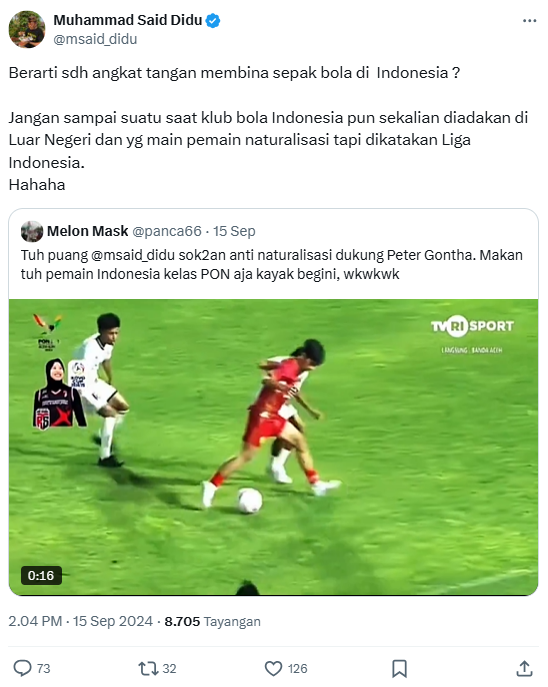 Muhammad Said Didu
@msaid_didu
Berarti sdh angkat tangan membina sepak bola di Indonesia ?
Jangan sampai suatu saat klub bola Indonesia pun sekalian diadakan di
Luar Negeri dan yg main pemain naturalisasi tapi dikatakan Liga
Indonesia.
Hahaha
Melon Mask @panca66 · 15 Sep
Tuh puang @msaid_didu sok2an anti naturalisasi dukung Peter Gontha. Makan
tuh pemain Indonesia kelas PON aja kayak begini, wkwkwk
TVRI SPORT
LANGSUNG BANDA ACEH
0:16
2.04 PM · 15 Sep 2024 · 8.705 Tayangan
73
32
126